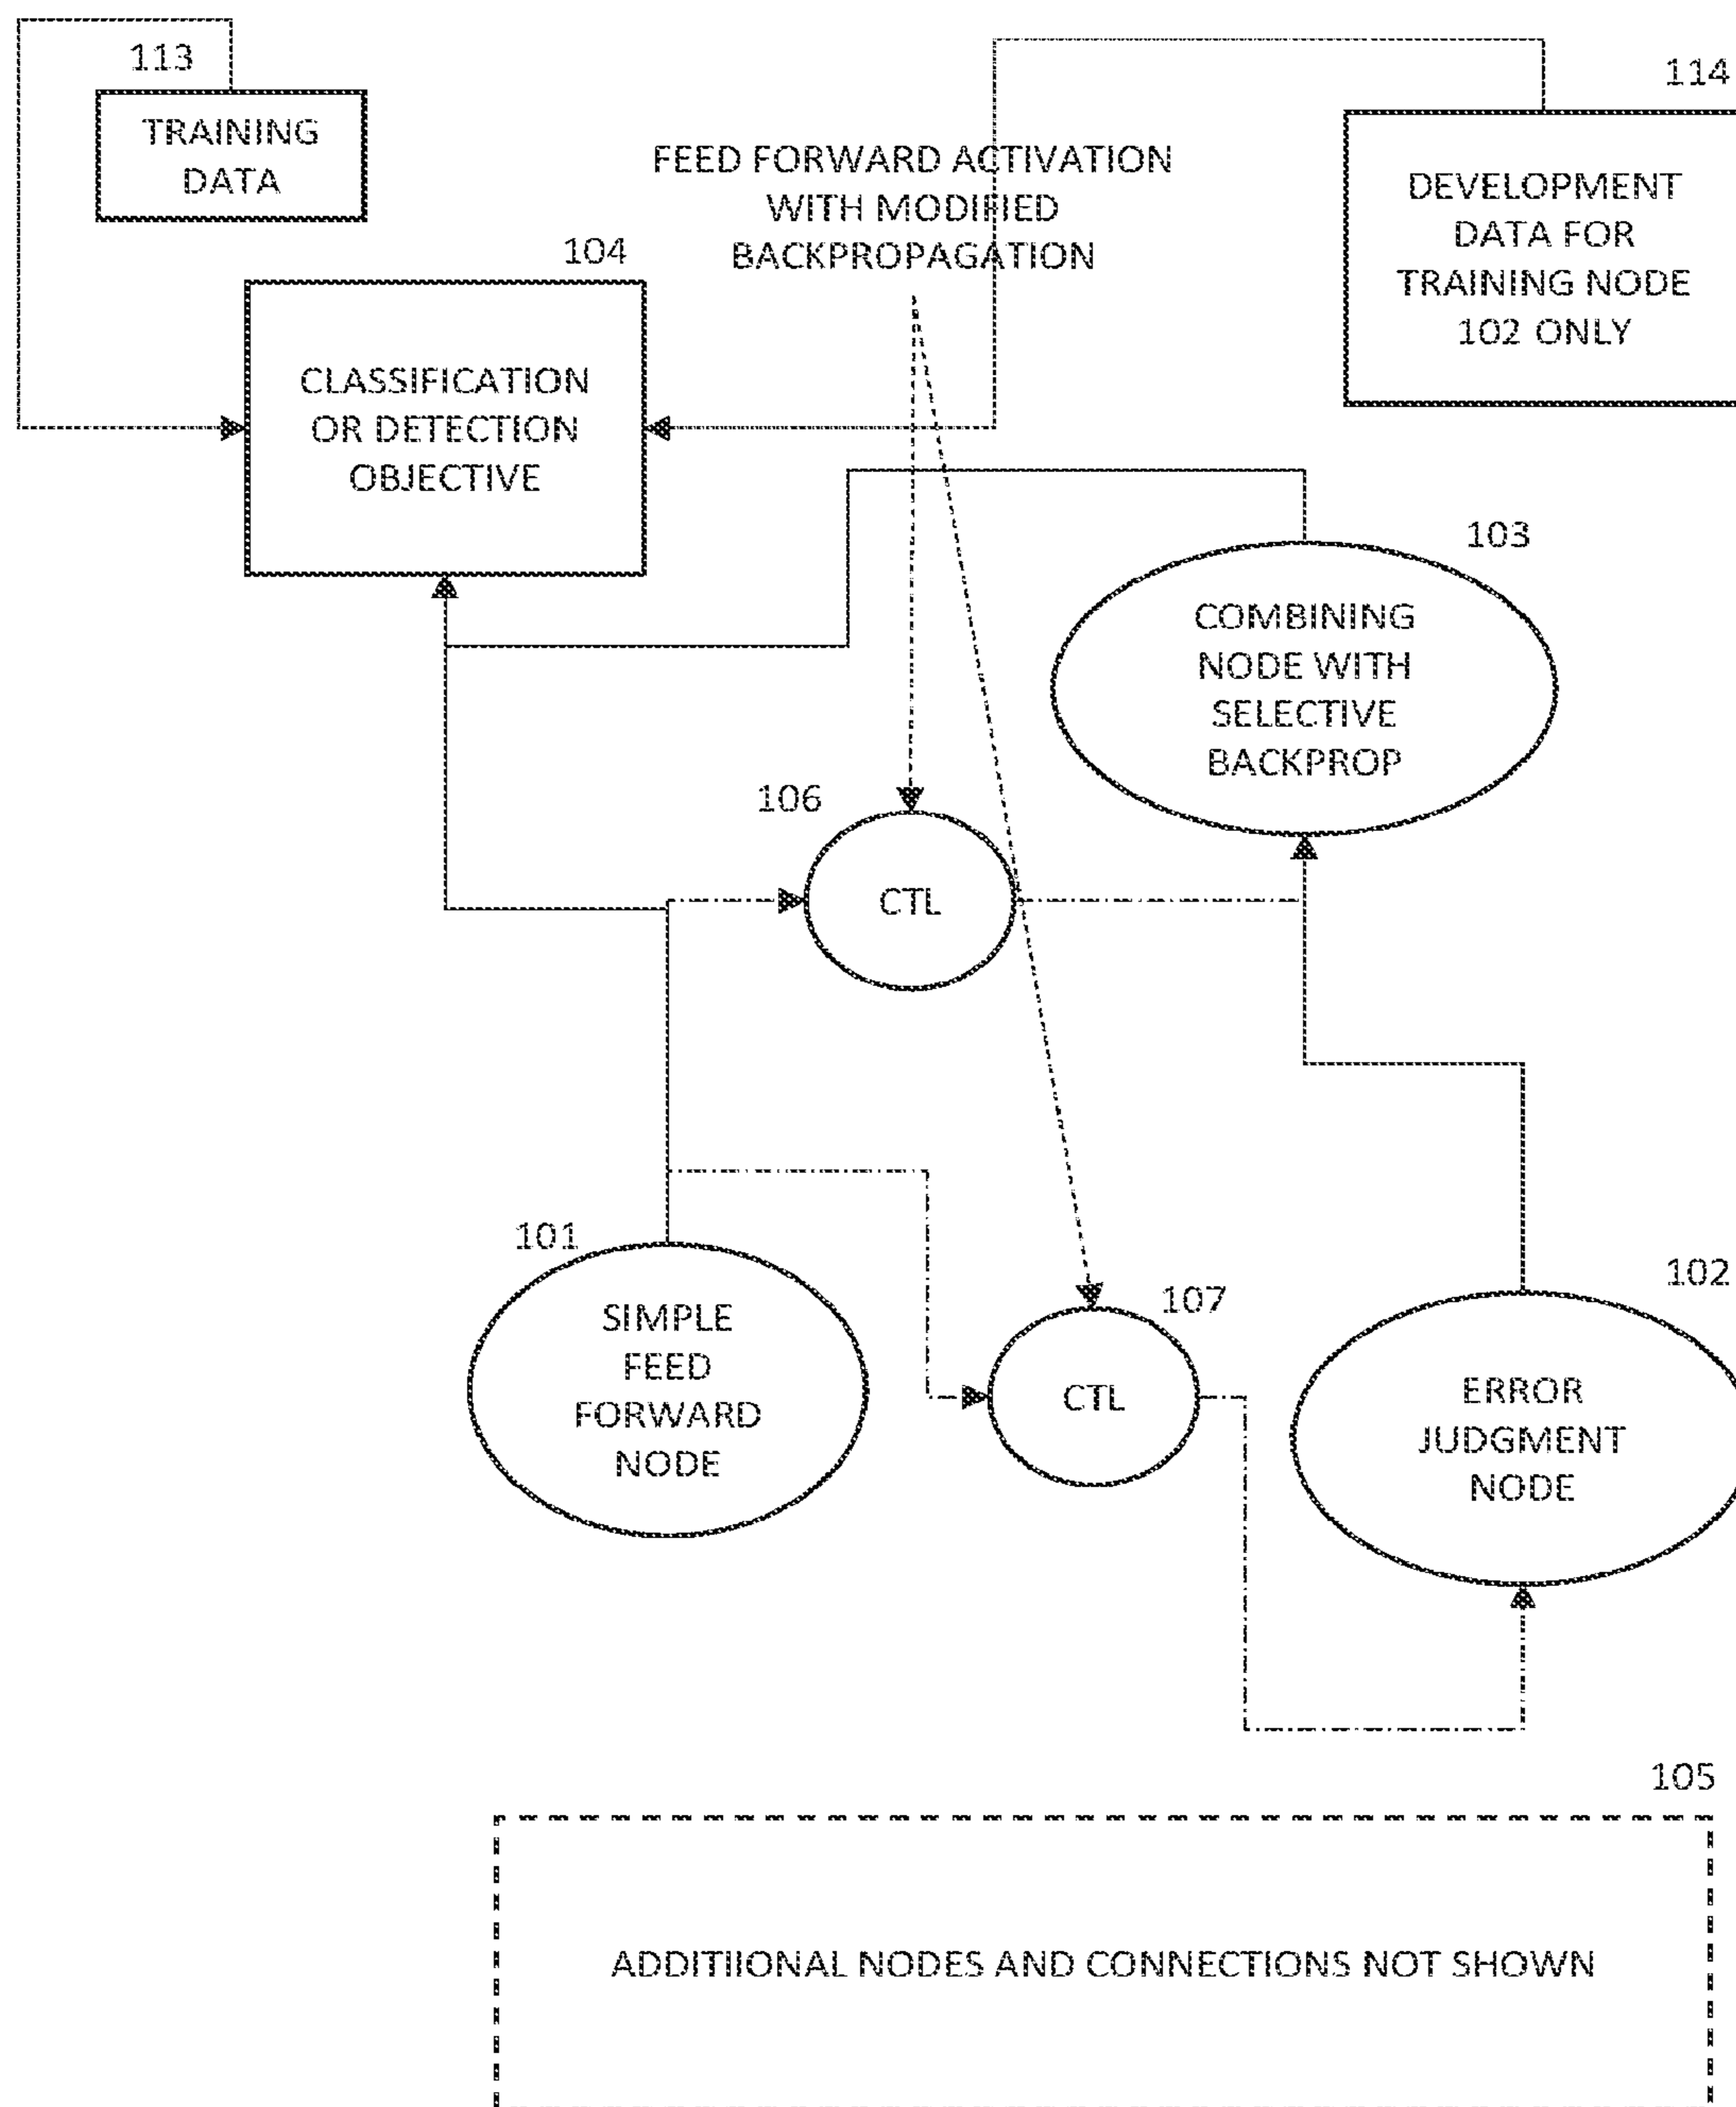 113
TRAINING
DATA
114
DEVELOPMENT
DATA FOR
TRAINING NODE
102 ONLY
FEED FORWARD ACTIVATION
WITH MODIFIED
BACKPROPAGATION
104
CLASSIFICATION
OR DETECTION
OBJECTIVE
103
COMBINING
NODE WITH
SELECTIVE
BACKPROP
106
CTL
101
SIMPLE
FEED
FORWARD
NODE
107
CTL
102
ERROR
JUDGMENT
NODE
105
ADDITIIONAL NODES AND CONNECTIONS NOT SHOWN